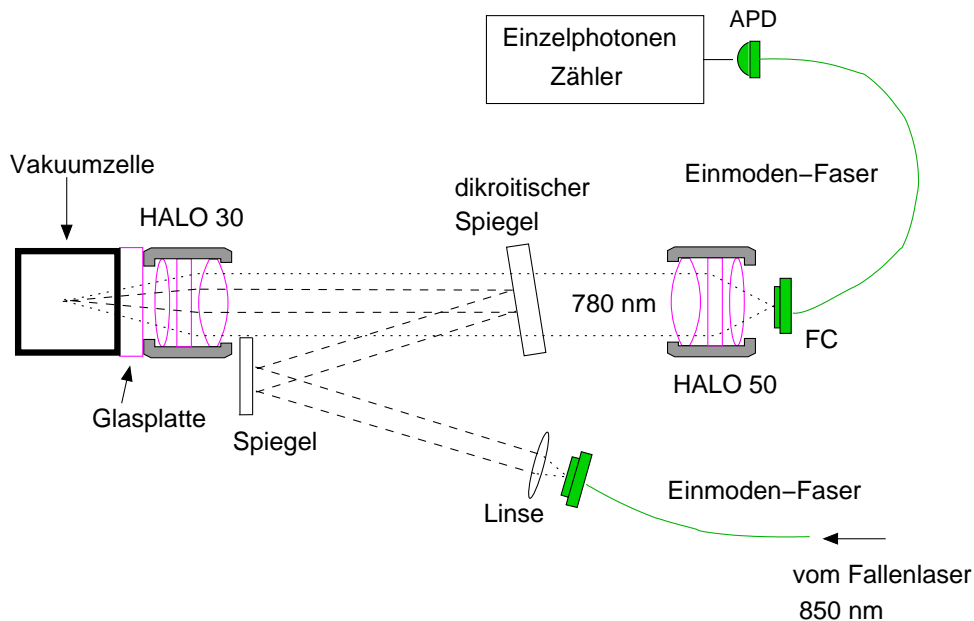 APD
Einzelphotonen
Zähler
Vakuumzelle
Einmoden–Faser
dikroitischer
Spiegel
HALO 30
780 nm
FC
HALO 50
Glasplatte
Spiegel
Linse
Einmoden–Faser
vom Fallenlaser
850 nm